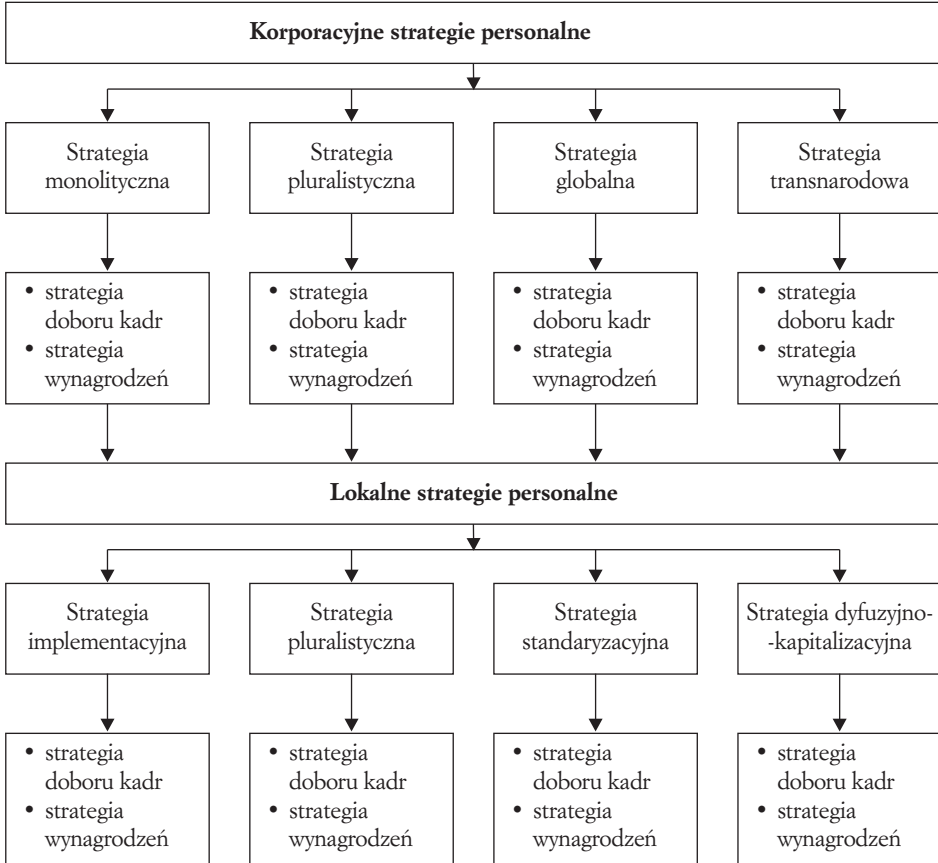 Korporacyjne strategie personalne
Strategia
monolityczna
Strategia
pluralistyczna
Strategia
globalna
Strategia
transnarodowa
• strategia
doboru kadr
• strategia
wynagrodzeń
• strategia
doboru kadr
• strategia
wynagrodzeń
• strategia
doboru kadr
• strategia
wynagrodzeń
• strategia
doboru kadr
• strategia
wynagrodzeń
Lokalne strategie personalne
Strategia
implementacyjna
Strategia
pluralistyczna
Strategia
standaryzacyjna
Strategia dyfuzyjno-
-kapitalizacyjna
• strategia
doboru kadr
• strategia
wynagrodzeń
• strategia
doboru kadr
• strategia
wynagrodzeń
• strategia
doboru kadr
• strategia
wynagrodzeń
• strategia
doboru kadr
• strategia
wynagrodzeń